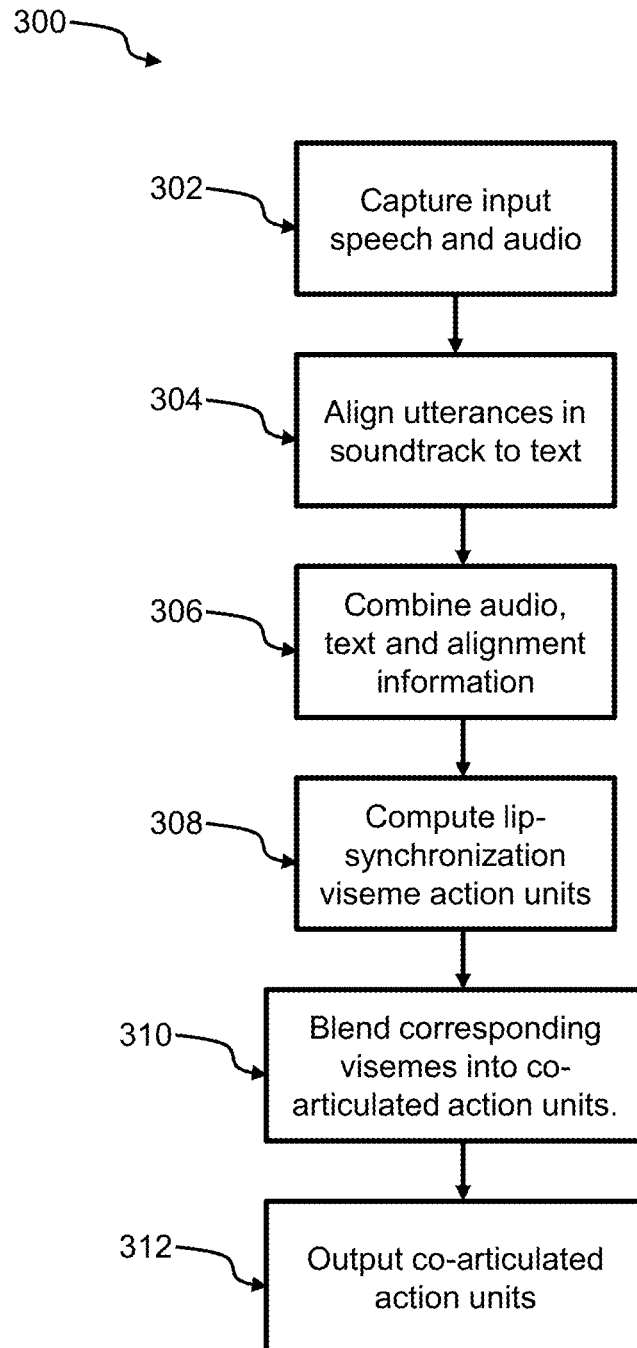 300
302
Capture input
speech and audio
304
Align utterances in
soundtrack to text
306
Combine audio,
text and alignment
information
308
Compute lip-
synchronization
viseme action units
310
Blend corresponding
visemes into co-
articulated action units.
312
Output co-articulated
action units